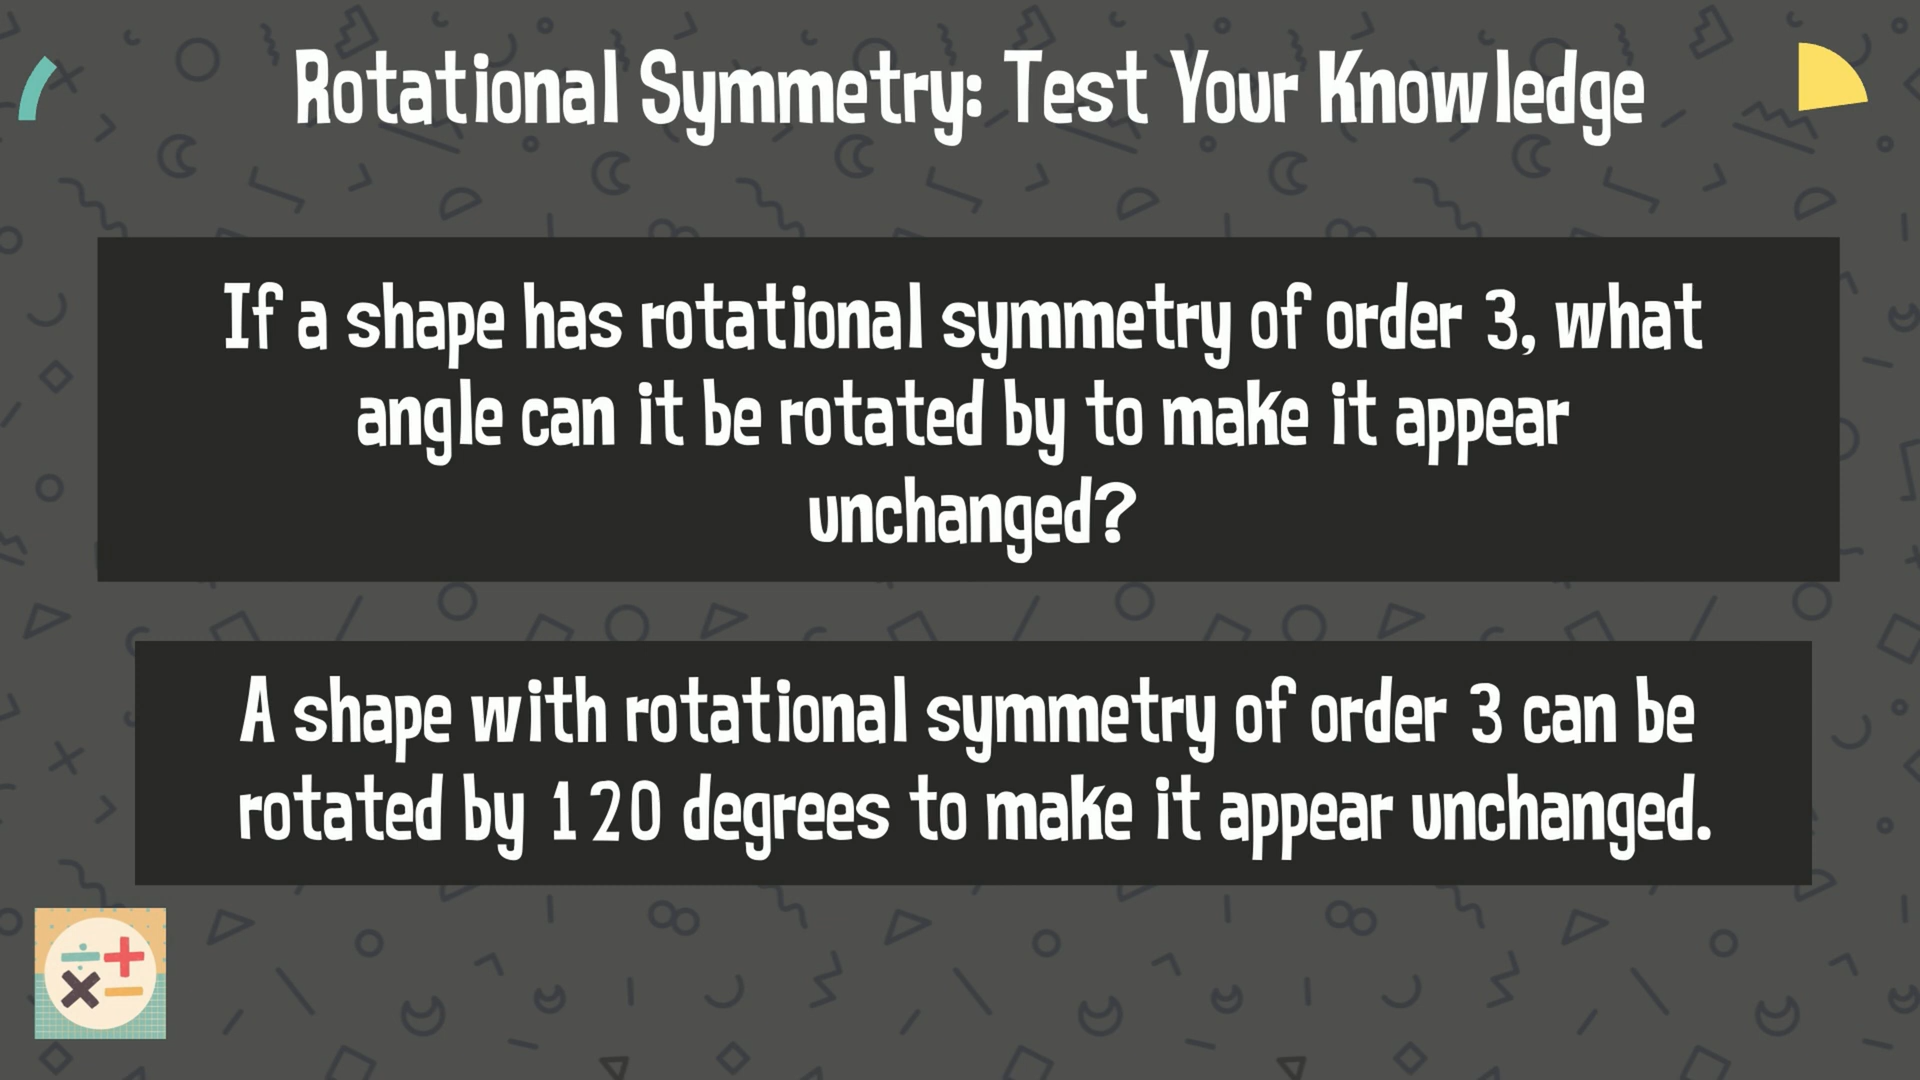 Rotational Symmetry: Test Your Knowledge
If a shape has rotational symmetry of order 3, what
angle can it be rotated by to make it appear
unchanged?
A shape with rotational symmetry of order 3 can be
rotated by 120 degrees to make it appear unchanged.